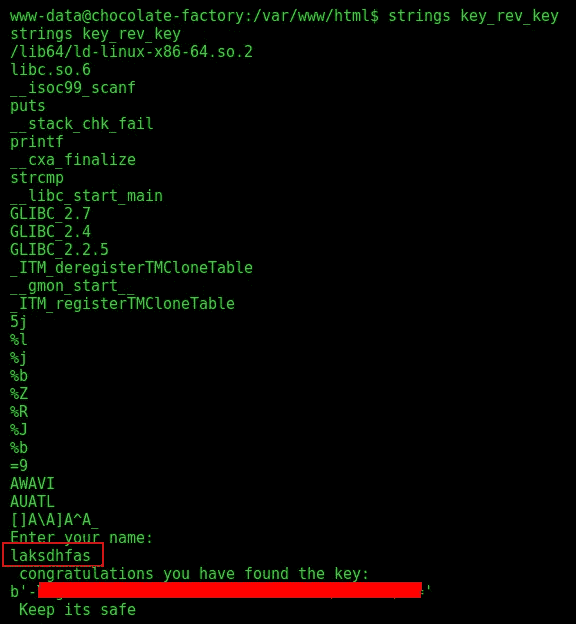 www-data@chocolate-factory:/var/www/html$ strings key_rev_key
strings key_rev_key
/lib64/ld-linux-x86-64.so.2
libc.so.6
__isoc99_scanf
puts
__stack_chk_fail
printf
__cxa_finalize
strcmp
__libc_start_main
GLIBC_2.7
GLIBC_2.4
GLIBC_2.2.5
_ITM_deregisterTMCloneTable
__gmon_start__
_ITM_registerTMCloneTable
5j
%l
%j
%b
%Z
%R
%J
%b
=9
AWAVI
AUATL
[]A\A]A^A_
Enter your name:
laksdhfas
congratulations you have found the key:
b'-
Keep its safe